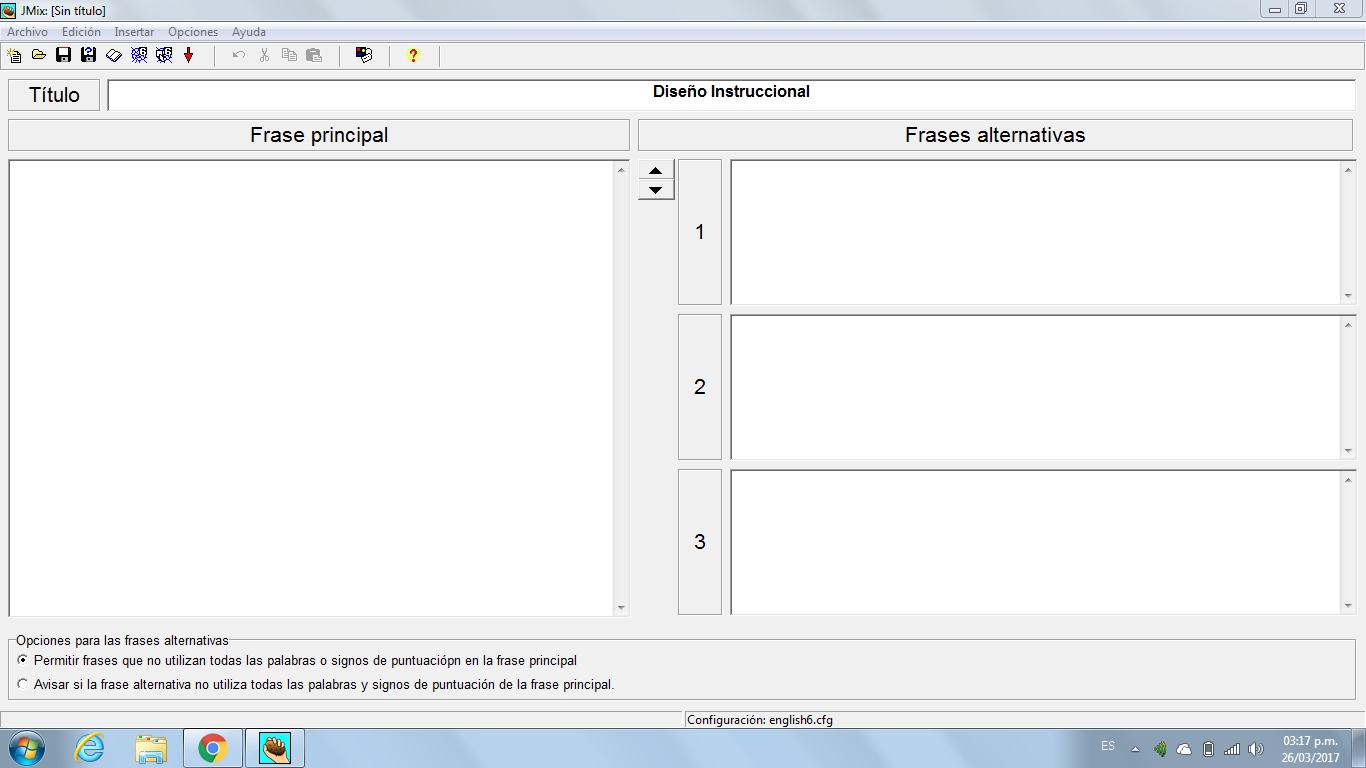 JMix: [Sin título]
Archivo Edición Insertar Opciones Ayuda
Título
Diseño Instruccional
Frase principal
Frases alternativas
1
2
3
Opciones para las frases alternativas
Permitir frases que no utilizan todas las palabras o signos de puntuaciópn en la frase principal
Avisar si la frase alternativa no utiliza todas las palabras y signos de puntuación de la frase principal.
Configuración: english6.cfg
ES
03:17 p.m.
26/03/2017